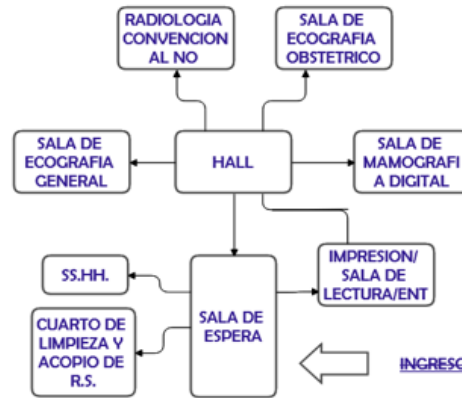 RADIOLOGIA
CONVENCION
AL NO
SALA DE
ECOGRAFIA
OBSTETRICO
SALA DE
ECOGRAFIA
GENERAL
HALL
SALA DE
MAMOGRAFI
A DIGITAL
SS.HH.
IMPRESION/
SALA DE
LECTURA/ENT
CUARTO DE
LIMPIEZA Y
ACOPIO DE
R.S.
SALA DE
ESPERA
INGRESO